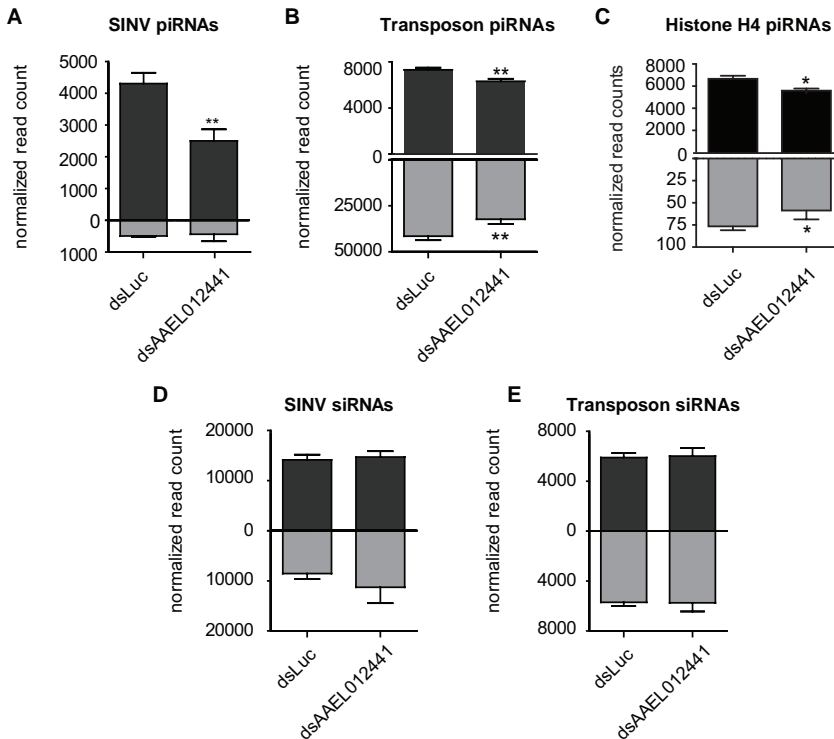 A
SINV piRNAs
normalized read count
5000
4000
3000
2000
1000
0
1000
**
dsLuc
dsAAEL012441
B
Transposon piRNAs
normalized read count
8000
4000
0
25000
50000
**
**
dsLuc
dsAAEL012441
C
Histone H4 piRNAs
normalized read counts
8000
6000
4000
2000
0
25
50
75
100
*
*
dsLuc
dsAAEL012441
D
SINV siRNAs
normalized read count
20000
10000
0
10000
20000
dsLuc
dsAAEL012441
E
Transposon siRNAs
normalized read count
8000
4000
0
4000
8000
dsLuc
dsAAEL012441